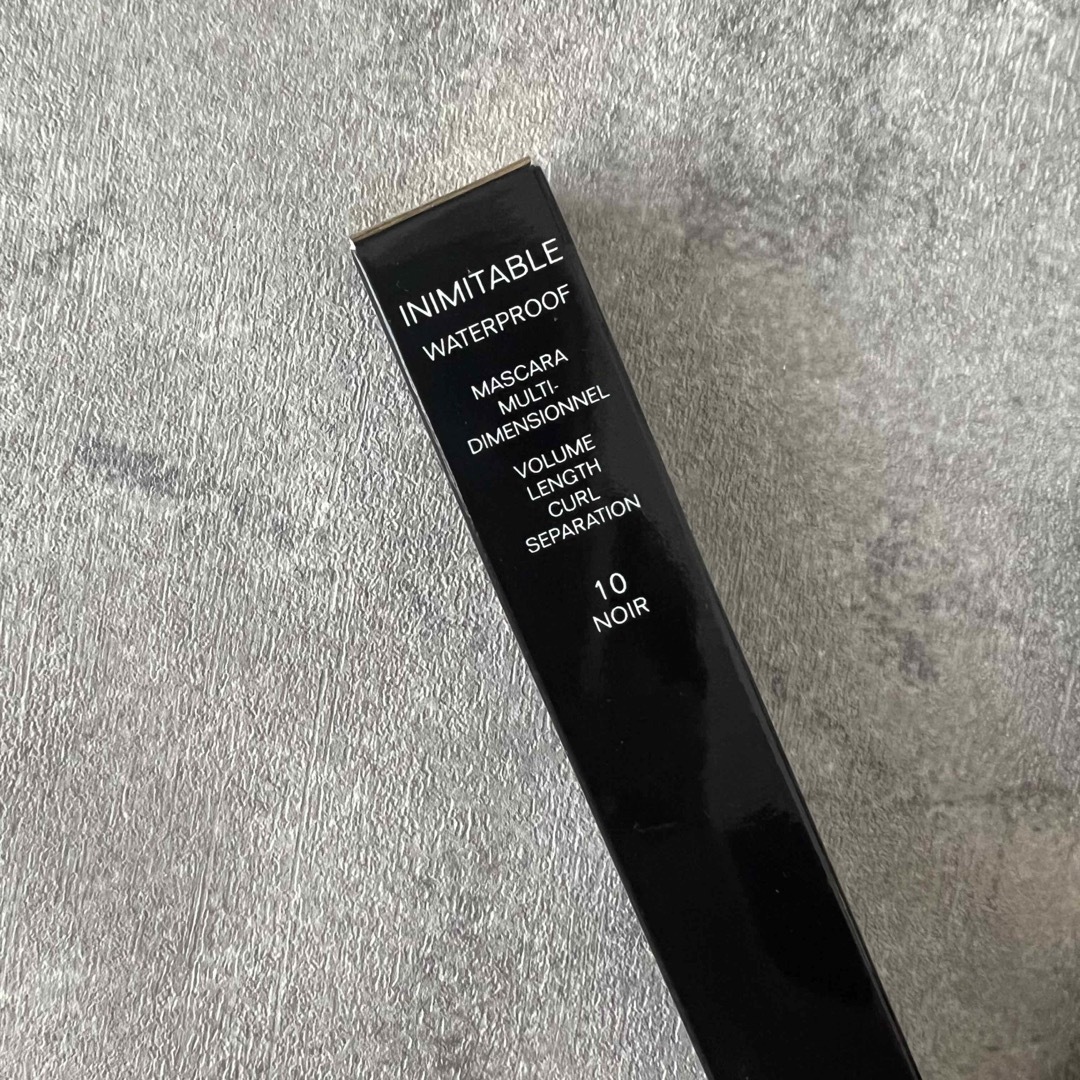 INIMITABLE
WATERPROOF
MASCARA
MULTI-
DIMENSIONNEL
VOLUME
LENGTH
CURL
SEPARATION
10
NOIR